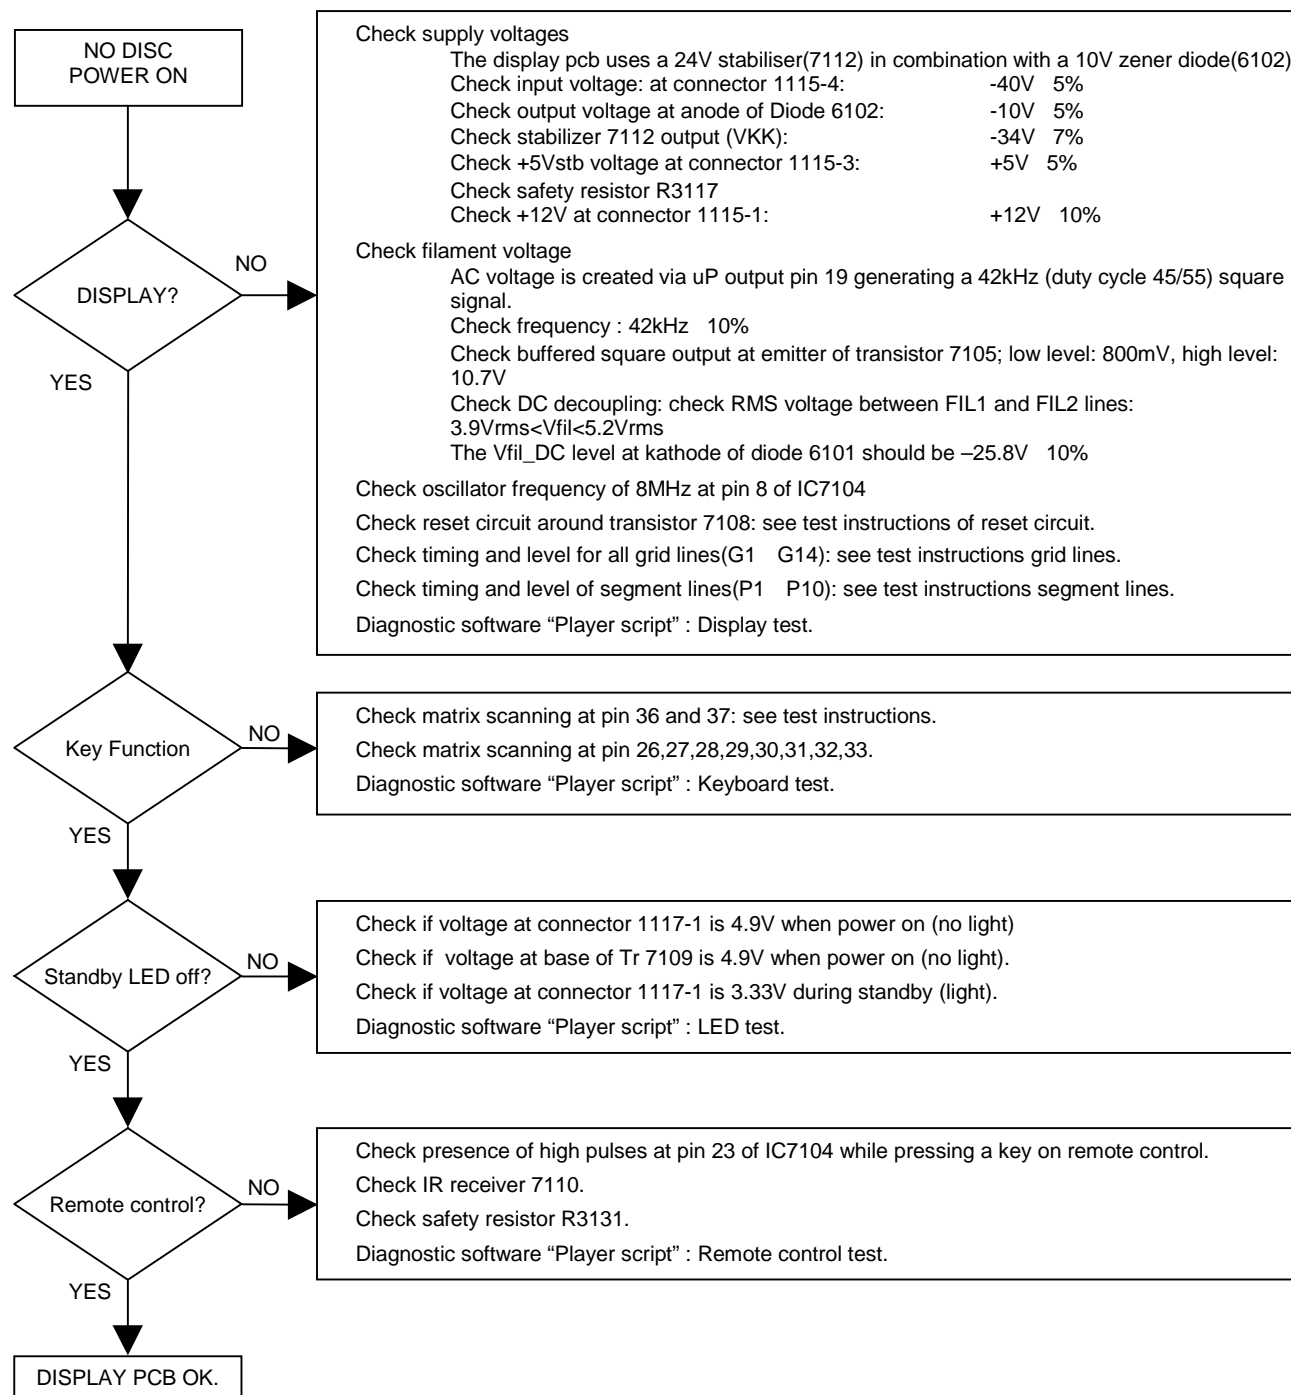 NO DISC
POWER ON
Check supply voltages
The display pcb uses a 24V stabiliser(7112) in combination with a 10V zener diode(6102)
Check input voltage: at connector 1115-4: -40V 5%
Check output voltage at anode of Diode 6102: -10V 5%
Check stabilizer 7112 output (VKK): -34V 7%
Check +5Vstb voltage at connector 1115-3: +5V 5%
Check safety resistor R3117
Check +12V at connector 1115-1: +12V 10%
DISPLAY?
NO
YES
Check filament voltage
AC voltage is created via uP output pin 19 generating a 42kHz (duty cycle 45/55) square
signal.
Check frequency : 42kHz 10%
Check buffered square output at emitter of transistor 7105; low level: 800mV, high level:
10.7V
Check DC decoupling: check RMS voltage between FIL1 and FIL2 lines:
3.9Vrms<Vfil<5.2Vrms
The Vfil_DC level at kathode of diode 6101 should be –25.8V 10%
Check oscillator frequency of 8MHz at pin 8 of IC7104
Check reset circuit around transistor 7108: see test instructions of reset circuit.
Check timing and level for all grid lines(G1 G14): see test instructions grid lines.
Check timing and level of segment lines(P1 P10): see test instructions segment lines.
Diagnostic software “Player script” : Display test.
Key Function
NO
YES
Check matrix scanning at pin 36 and 37: see test instructions.
Check matrix scanning at pin 26,27,28,29,30,31,32,33.
Diagnostic software “Player script” : Keyboard test.
Standby LED off?
NO
YES
Check if voltage at connector 1117-1 is 4.9V when power on (no light)
Check if voltage at base of Tr 7109 is 4.9V when power on (no light).
Check if voltage at connector 1117-1 is 3.33V during standby (light).
Diagnostic software “Player script” : LED test.
Remote control?
NO
YES
Check presence of high pulses at pin 23 of IC7104 while pressing a key on remote control.
Check IR receiver 7110.
Check safety resistor R3131.
Diagnostic software “Player script” : Remote control test.
DISPLAY PCB OK.